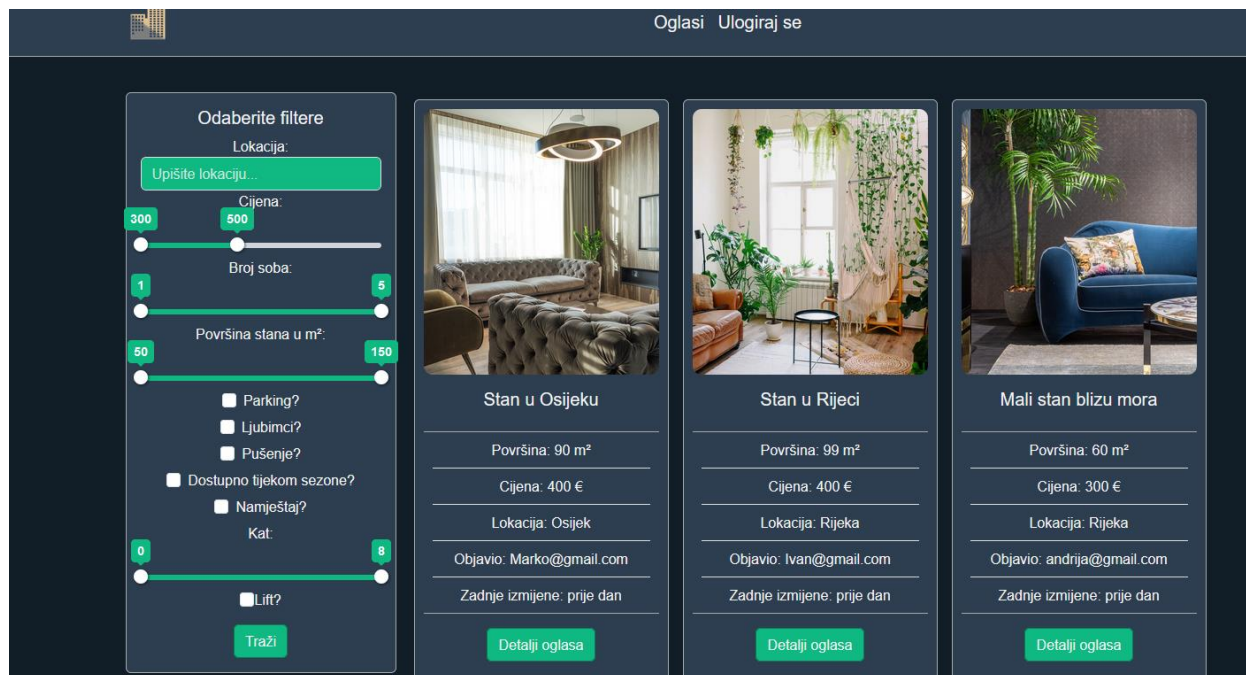 Oglasi Ulogiraj se
Odaberite filtere
Lokacija:
Upišite lokaciju...
Cijena:
300 500
Broj soba:
1 5
Površina stana u m²:
50 150
Parking?
Ljubimci?
Pušenje?
Dostupno tijekom sezone?
Namještaj?
Kat:
0 8
Lift?
Traži
Stan u Osijeku
Površina: 90 m²
Cijena: 400 €
Lokacija: Osijek
Objavio: Marko@gmail.com
Zadnje izmijene: prije dan
Detalji oglasa
Stan u Rijeci
Površina: 99 m²
Cijena: 400 €
Lokacija: Rijeka
Objavio: Ivan@gmail.com
Zadnje izmijene: prije dan
Detalji oglasa
Mali stan blizu mora
Površina: 60 m²
Cijena: 300 €
Lokacija: Rijeka
Objavio: andrija@gmail.com
Zadnje izmijene: prije dan
Detalji oglasa